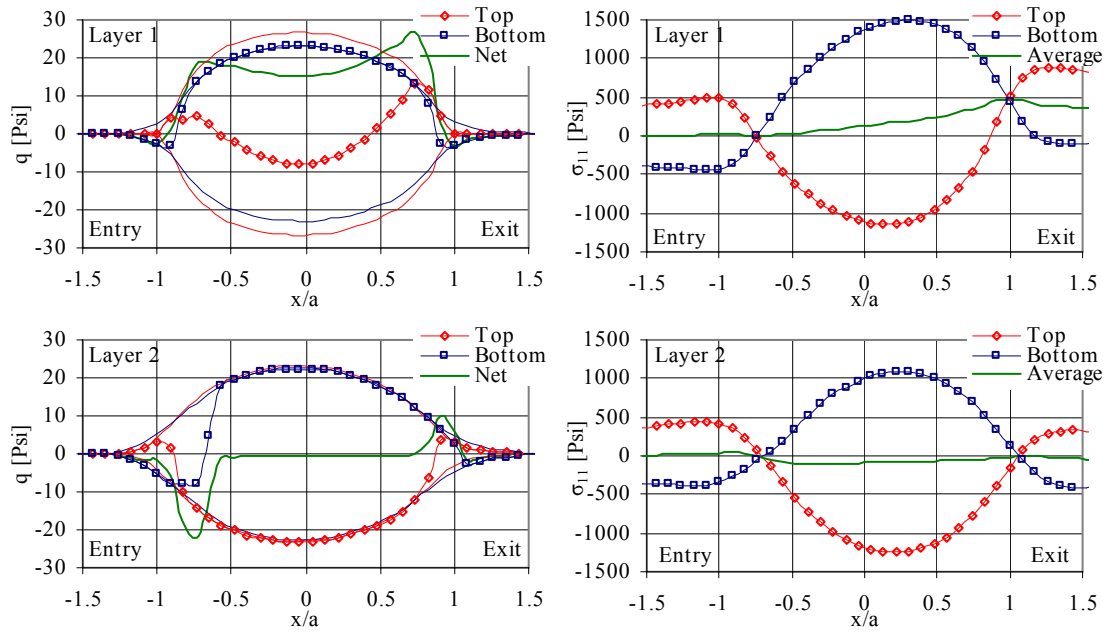 Layer 1
Top
Bottom
Net
q [Psi]
30
20
10
0
-10
-20
-30
Entry
Exit
-1.5
-1
-0.5
0
0.5
1
1.5
x/a
Layer 1
Top
Bottom
Average
σ11 [Psi]
1500
1000
500
0
-500
-1000
-1500
Entry
Exit
-1.5
-1
-0.5
0
0.5
1
1.5
x/a
Layer 2
Top
Bottom
Net
q [Psi]
30
20
10
0
-10
-20
-30
Entry
Exit
-1.5
-1
-0.5
0
0.5
1
1.5
x/a
Layer 2
Top
Bottom
Average
σ11 [Psi]
1500
1000
500
0
-500
-1000
-1500
Entry
Exit
-1.5
-1
-0.5
0
0.5
1
1.5
x/a